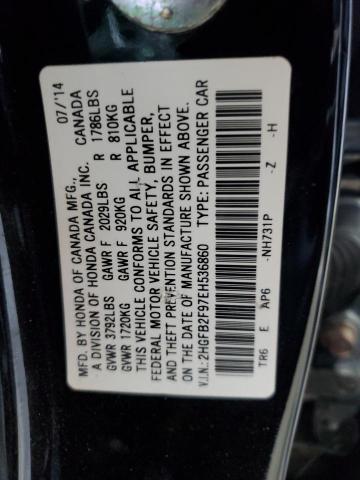 MFD. BY HONDA OF CANADA MFG., 07/'14
A DIVISION OF HONDA CANADA INC. CANADA
GVWR 3792LBS GAWR F 2029LBS R 1786LBS
GVWR 1720KG GAWR F 920KG R 810KG
THIS VEHICLE CONFORMS TO ALL APPLICABLE
FEDERAL MOTOR VEHICLE SAFETY, BUMPER,
AND THEFT PREVENTION STANDARDS IN EFFECT
ON THE DATE OF MANUFACTURE SHOWN ABOVE.
V.I.N.: 2HGFB2F97EH536860 TYPE: PASSENGER CAR
TR6 E AP6 -NH731P -Z -H